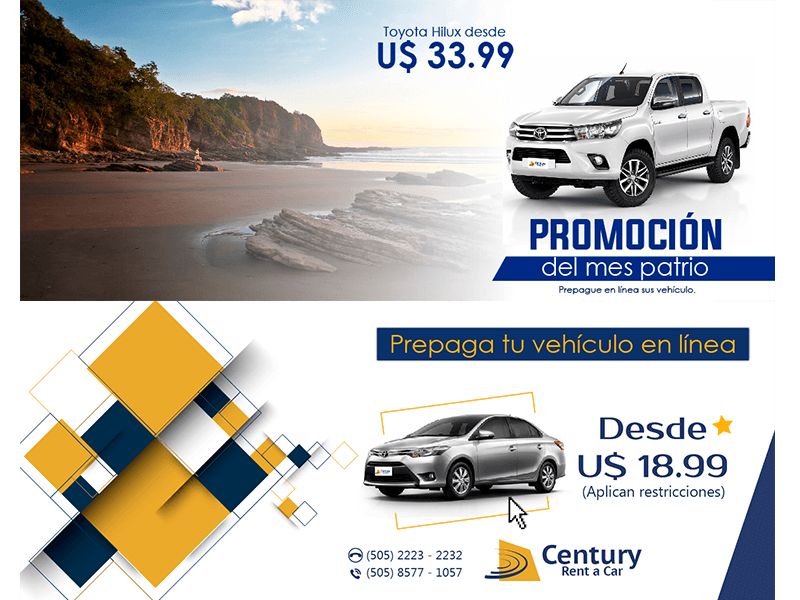 Toyota Hilux desde
U$ 33.99
PROMOCIÓN
del mes patrio
Prepague en línea sus vehículo.
Prepaga tu vehículo en línea
Desde
U$ 18.99
(Aplican restricciones)
(505) 2223 - 2232
(505) 8577 - 1057
Century
Rent a Car